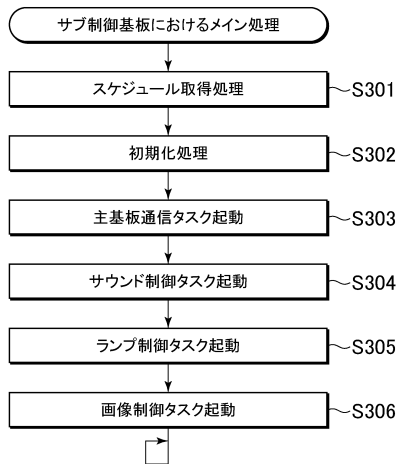 サブ制御基板におけるメイン処理
スケジュール取得処理 S301
初期化処理 S302
主基板通信タスク起動 S303
サウンド制御タスク起動 S304
ランプ制御タスク起動 S305
画像制御タスク起動 S306